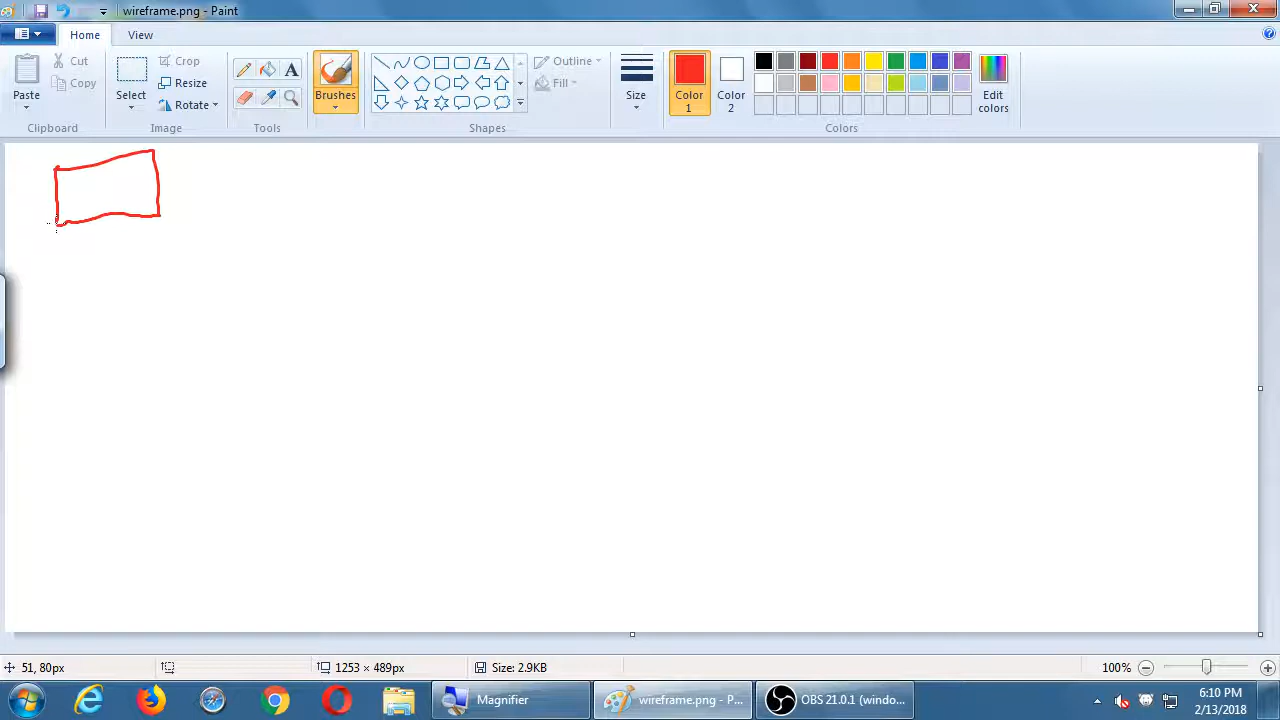 wireframe.png - Paint
Home
View
Paste
Cut
Copy
Clipboard
Select
Crop
Resize
Rotate
Image
A
Tools
Brushes
Outline
Fill
Shapes
Size
Color 1
Color 2
Edit colors
Colors
51, 80px
1253 × 489px
Size: 2.9KB
100%
Magnifier
wireframe.png - P...
OBS 21.0.1 (windo...
6:10 PM
2/13/2018